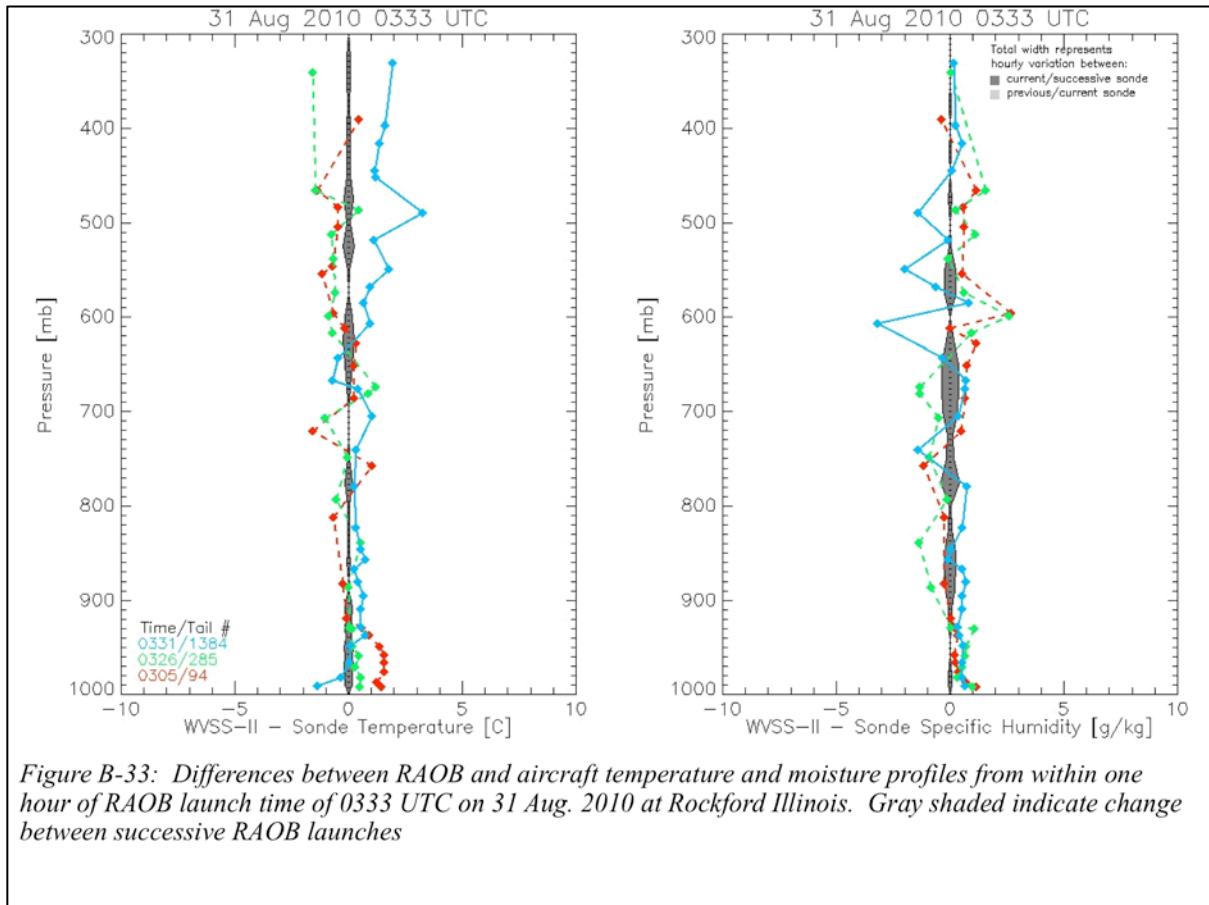 31 Aug 2010 0333 UTC
300
400
500
600
700
800
900
1000
Pressure [mb]
Time/Tail #
0331/1384
0326/285
0305/94
-10
-5
0
5
10
WVSS-II - Sonde Temperature [C]
31 Aug 2010 0333 UTC
Total width represents
hourly variation between:
current/successive sonde
previous/current sonde
300
400
500
600
700
800
900
1000
Pressure [mb]
-10
-5
0
5
10
WVSS-II - Sonde Specific Humidity [g/kg]
Figure B-33: Differences between RAOB and aircraft temperature and moisture profiles from within one
hour of RAOB launch time of 0333 UTC on 31 Aug. 2010 at Rockford Illinois. Gray shaded indicate change
between successive RAOB launches